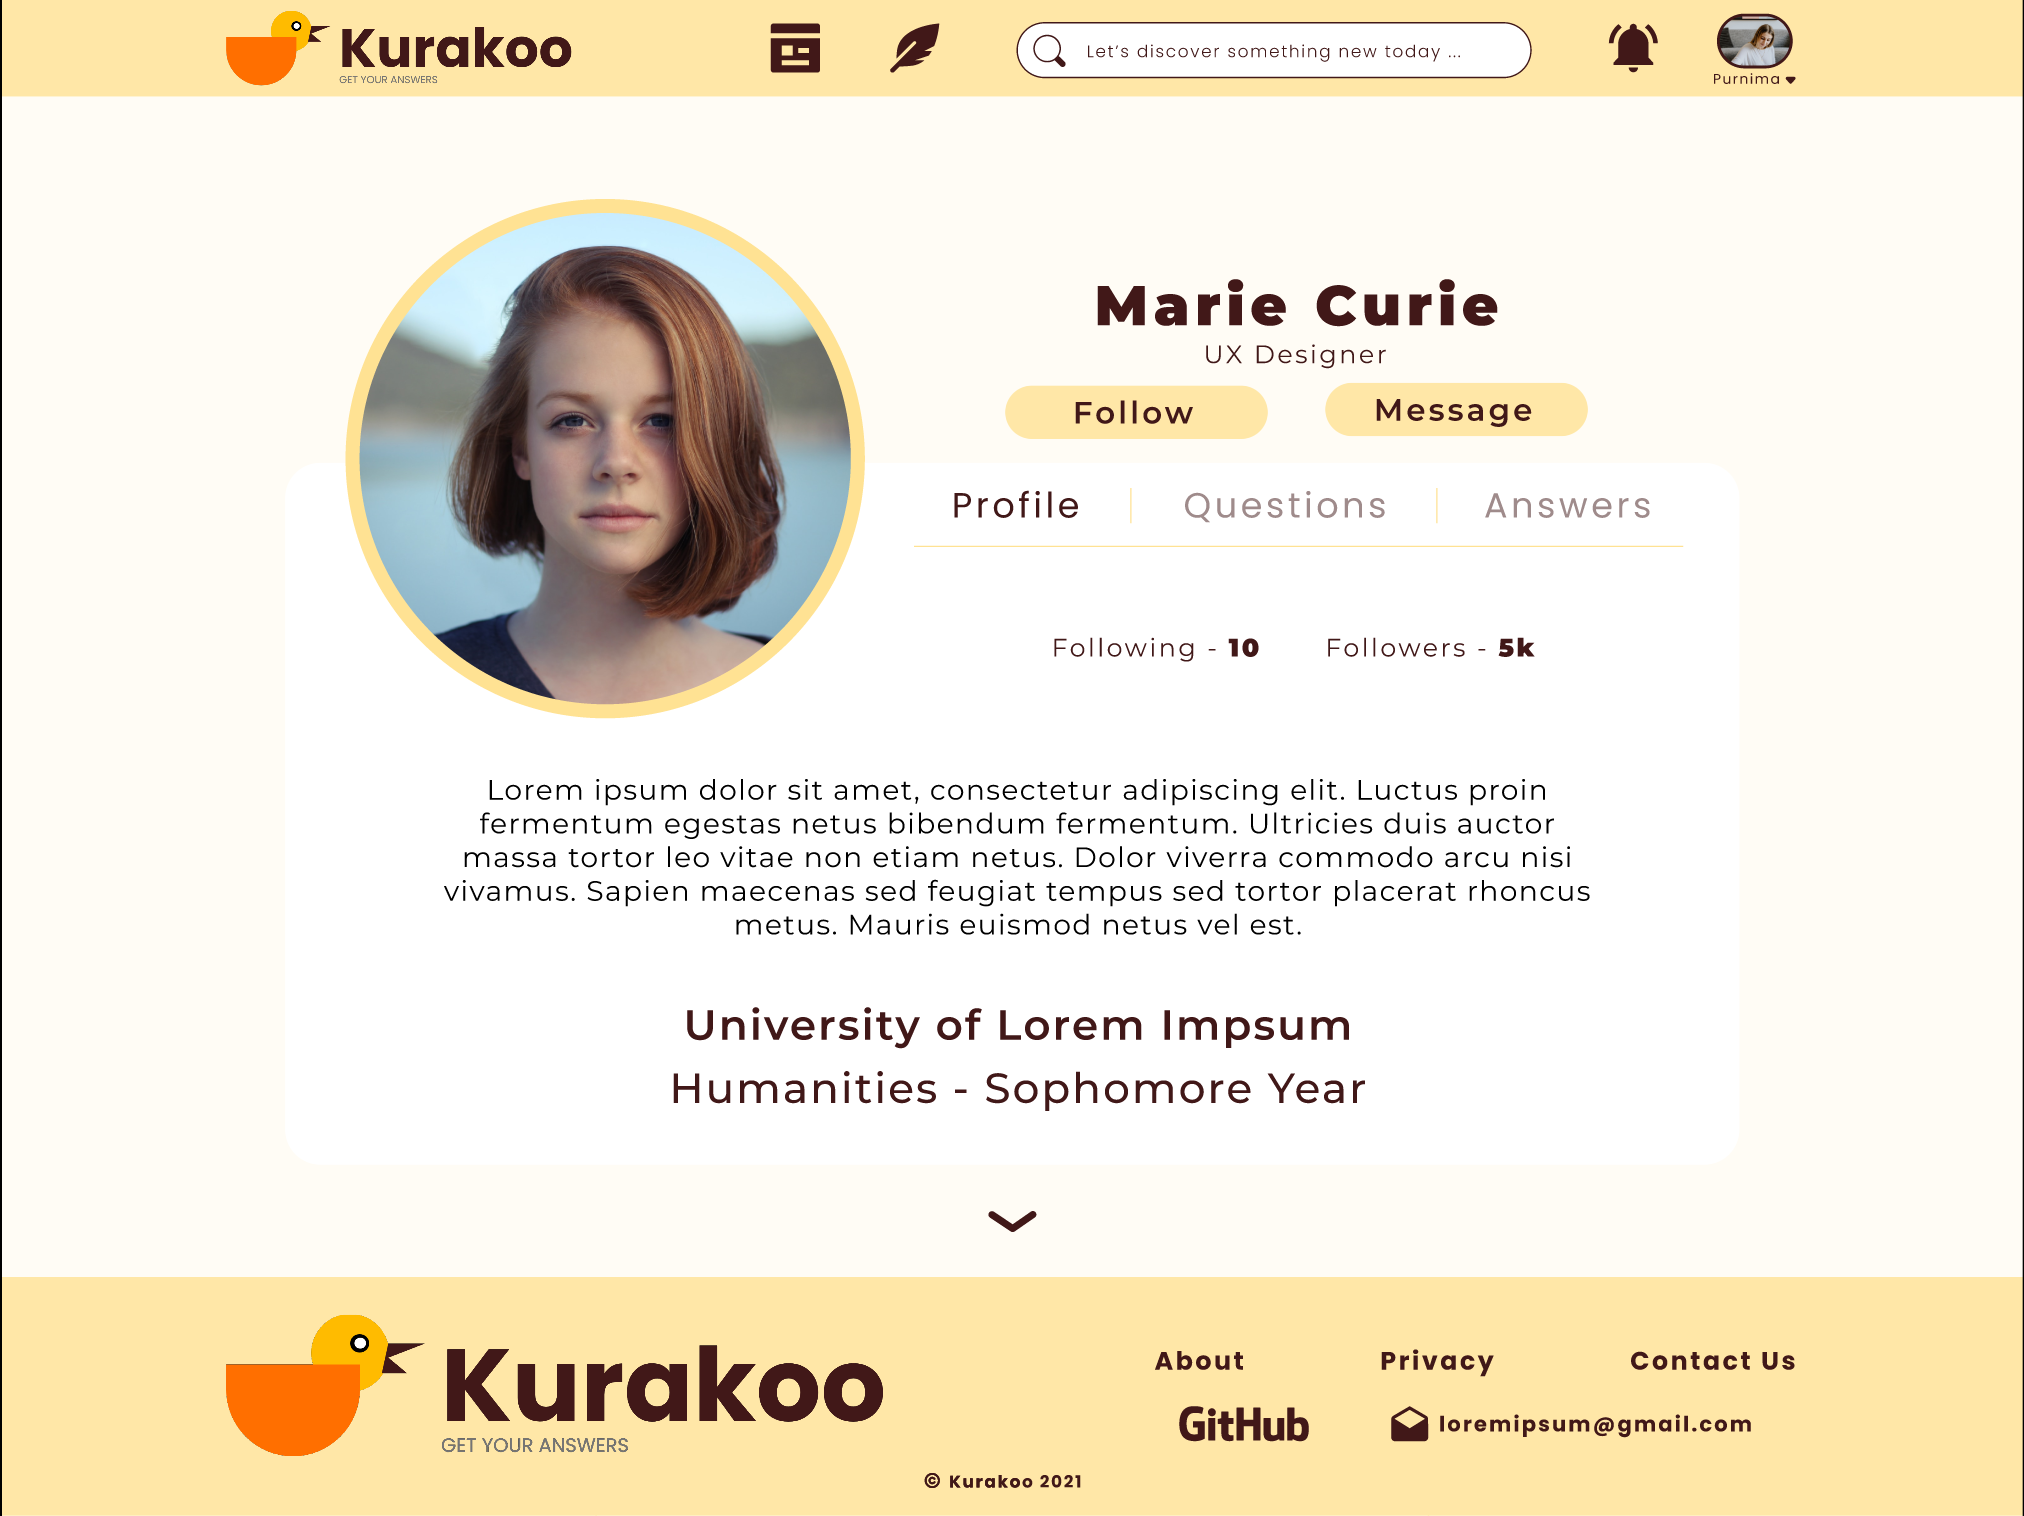 Kurakoo
GET YOUR ANSWERS
Let's discover something new today ...
Purnima
Marie Curie
UX Designer
Follow
Message
Profile
Questions
Answers
Following - 10
Followers - 5k
Lorem ipsum dolor sit amet, consectetur adipiscing elit. Luctus proin
fermentum egestas netus bibendum fermentum. Ultricies duis auctor
massa tortor leo vitae non etiam netus. Dolor viverra commodo arcu nisi
vivamus. Sapien maecenas sed feugiat tempus sed tortor placerat rhoncus
metus. Mauris euismod netus vel est.
University of Lorem Impsum
Humanities - Sophomore Year
Kurakoo
GET YOUR ANSWERS
About
Privacy
Contact Us
GitHub
loremipsum@gmail.com
© Kurakoo 2021